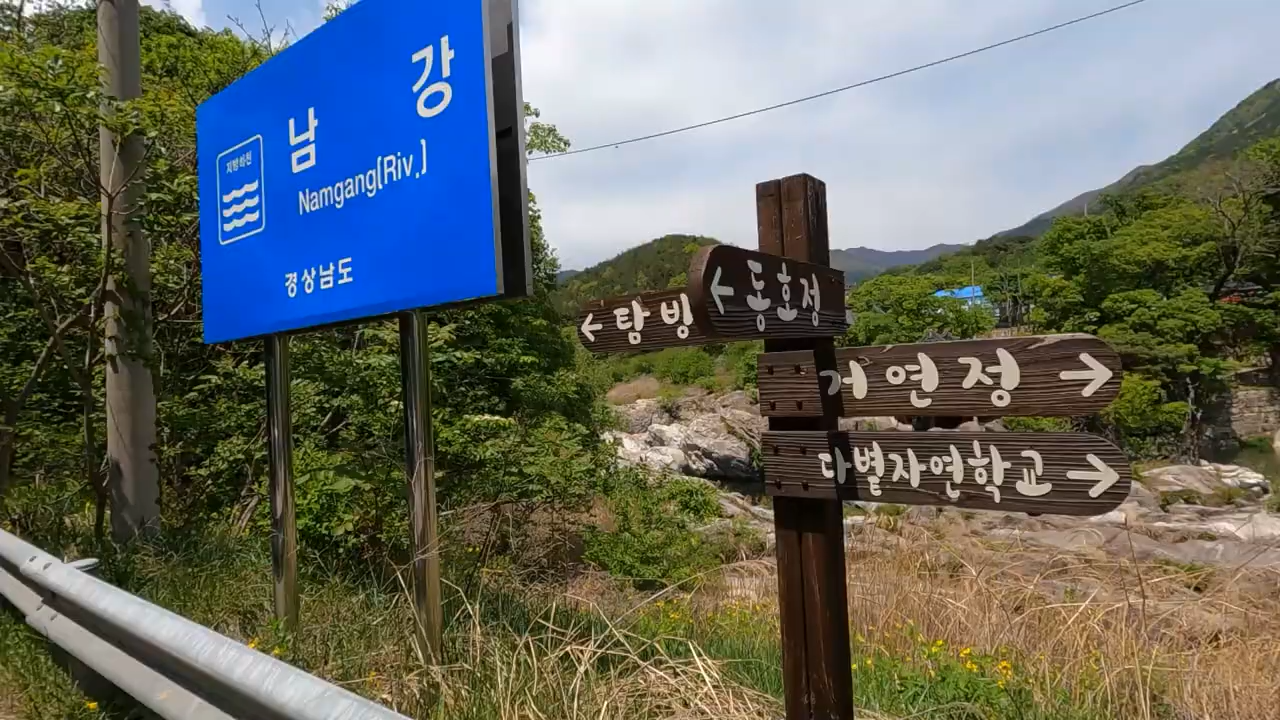 남 강
지방하천
Namgang(Riv.)
경상남도
← 탐방
← 동호정
거연정 →
다볕자연학교 →